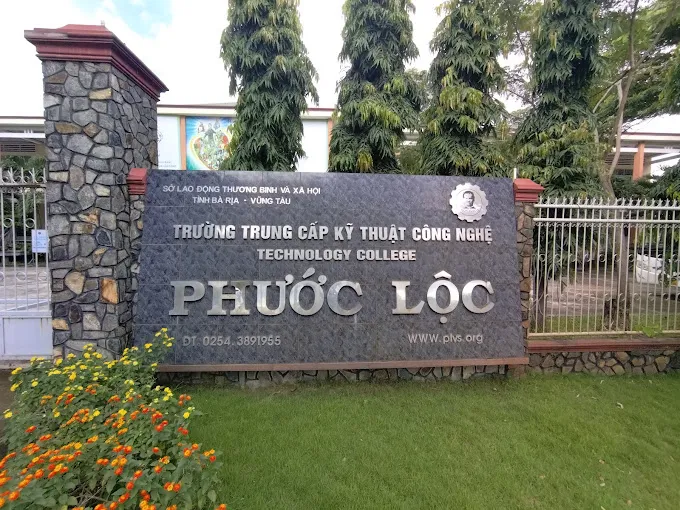 SỞ LAO ĐỘNG THƯƠNG BINH VÀ XÃ HỘI
TỈNH BÀ RỊA - VŨNG TÀU
TRƯỜNG TRUNG CẤP KỸ THUẬT CÔNG NGHỆ
TECHNOLOGY COLLEGE
PHƯỚC LỘC
ĐT 0254.3891955
WWW.plvs.org